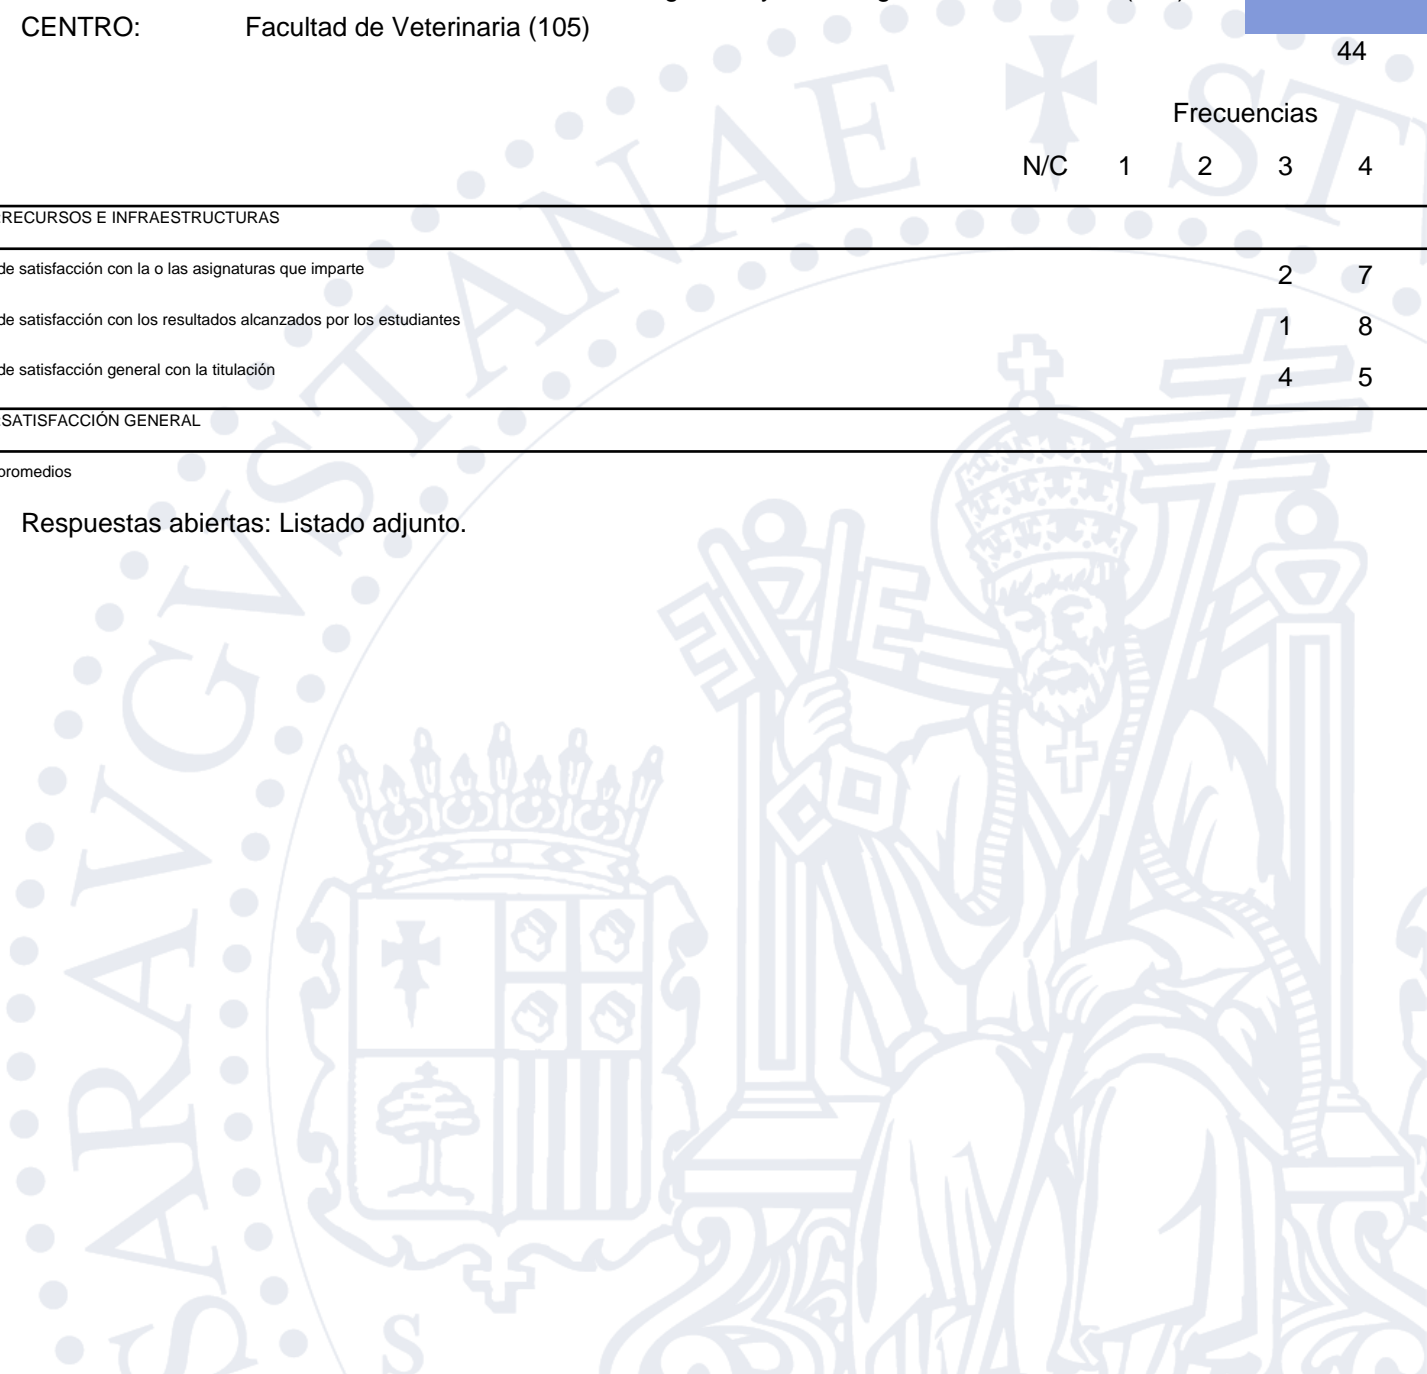 CENTRO: Facultad de Veterinaria (105)
44
Frecuencias
N/C 1 2 3 4
RECURSOS E INFRAESTRUCTURAS
de satisfacción con la o las asignaturas que imparte 2 7
de satisfacción con los resultados alcanzados por los estudiantes 1 8
de satisfacción general con la titulación 4 5
SATISFACCIÓN GENERAL
promedios
Respuestas abiertas: Listado adjunto.